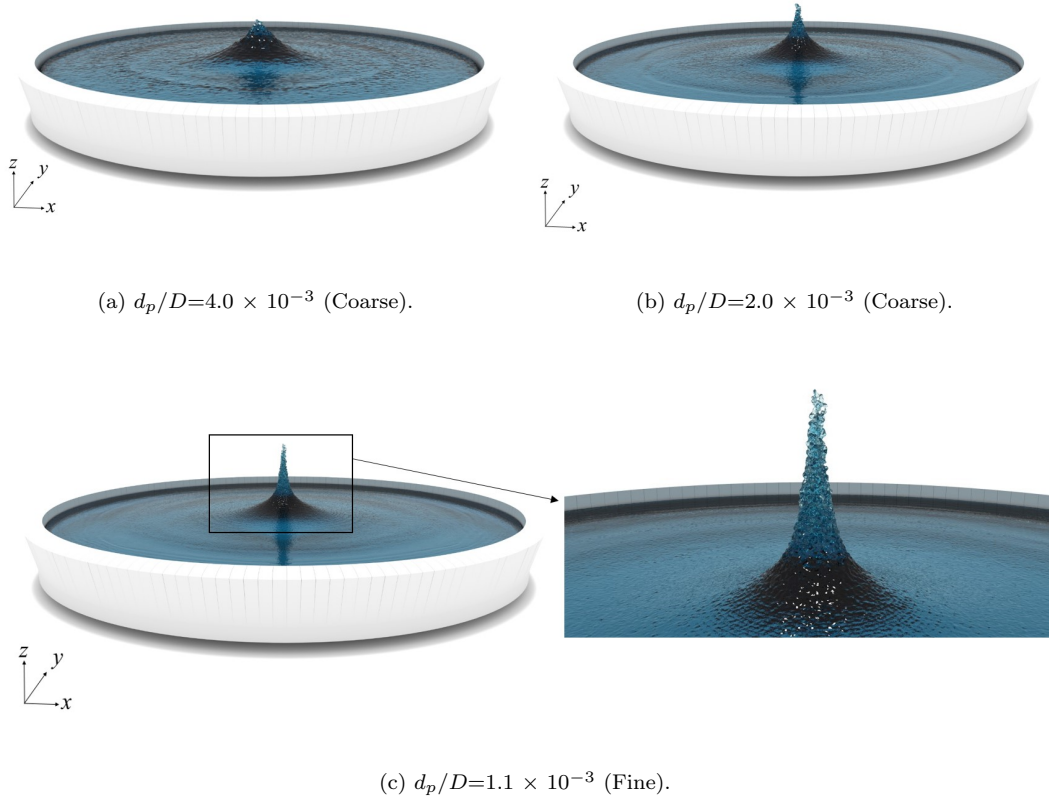 z
y
x
z
y
x
(a) $d_p/D$=4.0 × 10⁻³ (Coarse).
(b) $d_p/D$=2.0 × 10⁻³ (Coarse).
z
y
x
(c) $d_p/D$=1.1 × 10⁻³ (Fine).